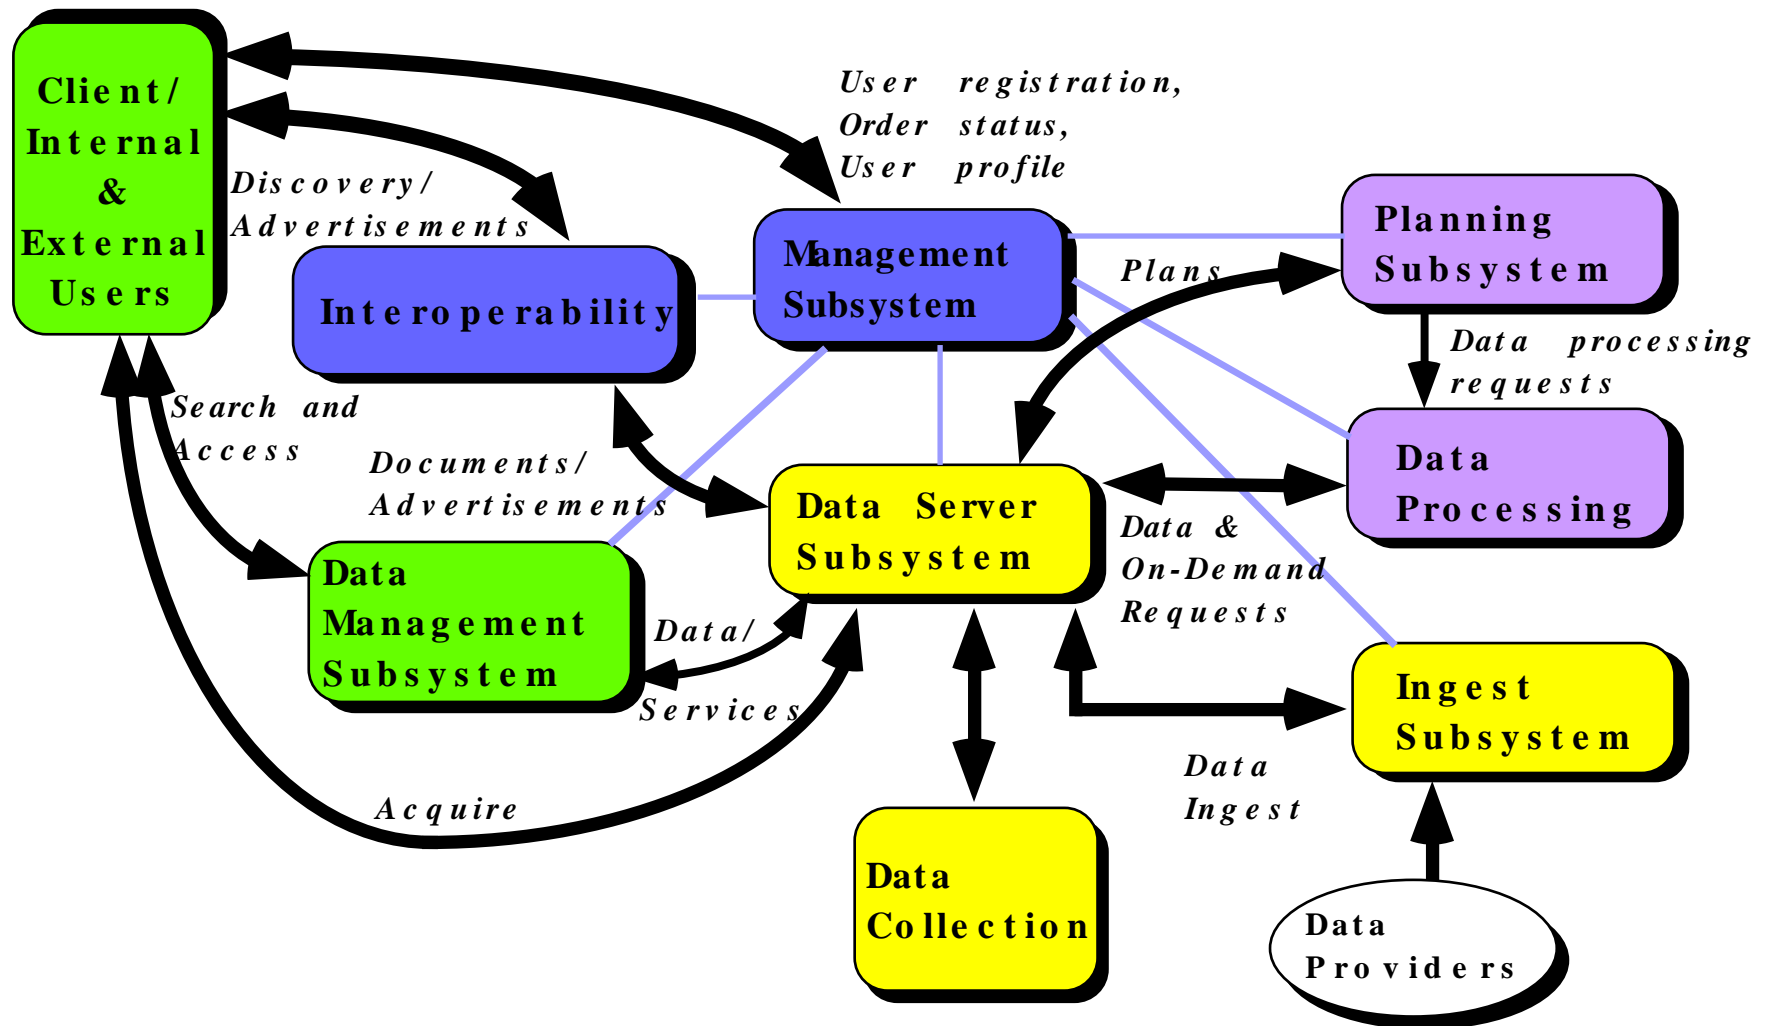 Client/
Internal
&
External
Users
User registration,
Order status,
User profile
Discovery/
Advertisements
Interoperability
Management
Subsystem
Plans
Planning
Subsystem
Data processing
requests
Search and
Access
Documents/
Advertisements
Data Server
Subsystem
Data
Processing
Data &
On-Demand
Requests
Data
Management
Subsystem
Data/
Services
Ingest
Subsystem
Data
Ingest
Acquire
Data
Collection
Data
Providers